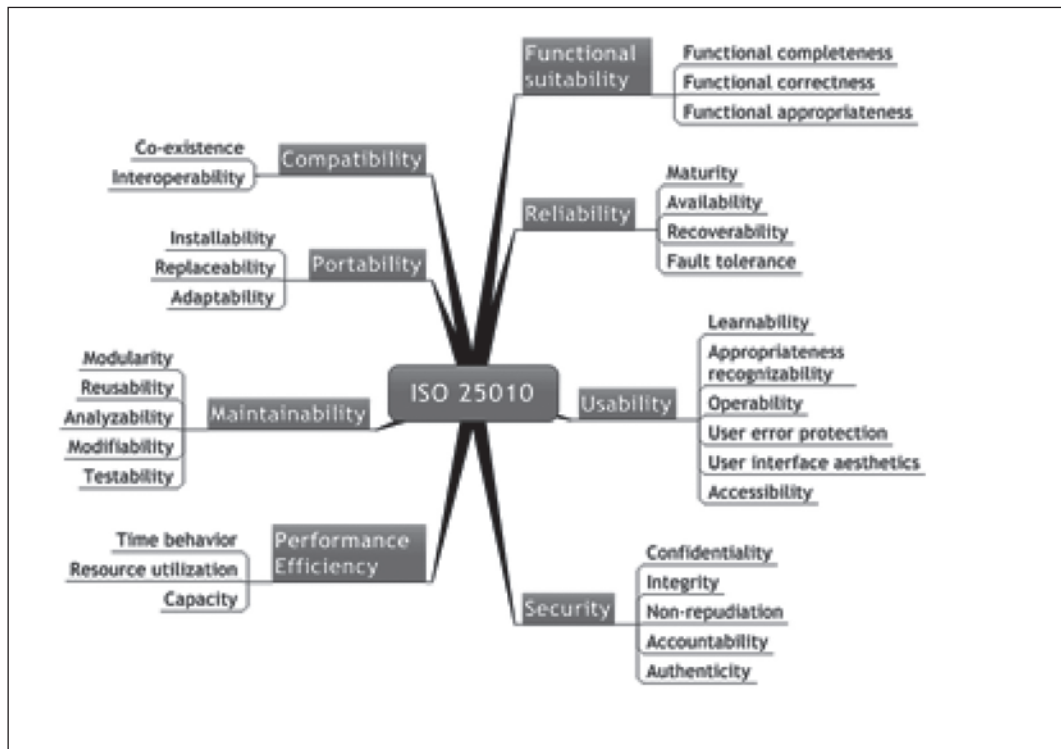 ISO 25010
Functional
suitability
Functional completeness
Functional correctness
Functional appropriateness
Reliability
Maturity
Availability
Recoverability
Fault tolerance
Usability
Learnability
Appropriateness
recognizability
Operability
User error protection
User interface aesthetics
Accessibility
Security
Confidentiality
Integrity
Non-repudiation
Accountability
Authenticity
Compatibility
Co-existence
Interoperability
Portability
Installability
Replaceability
Adaptability
Maintainability
Modularity
Reusability
Analyzability
Modifiability
Testability
Performance
Efficiency
Time behavior
Resource utilization
Capacity